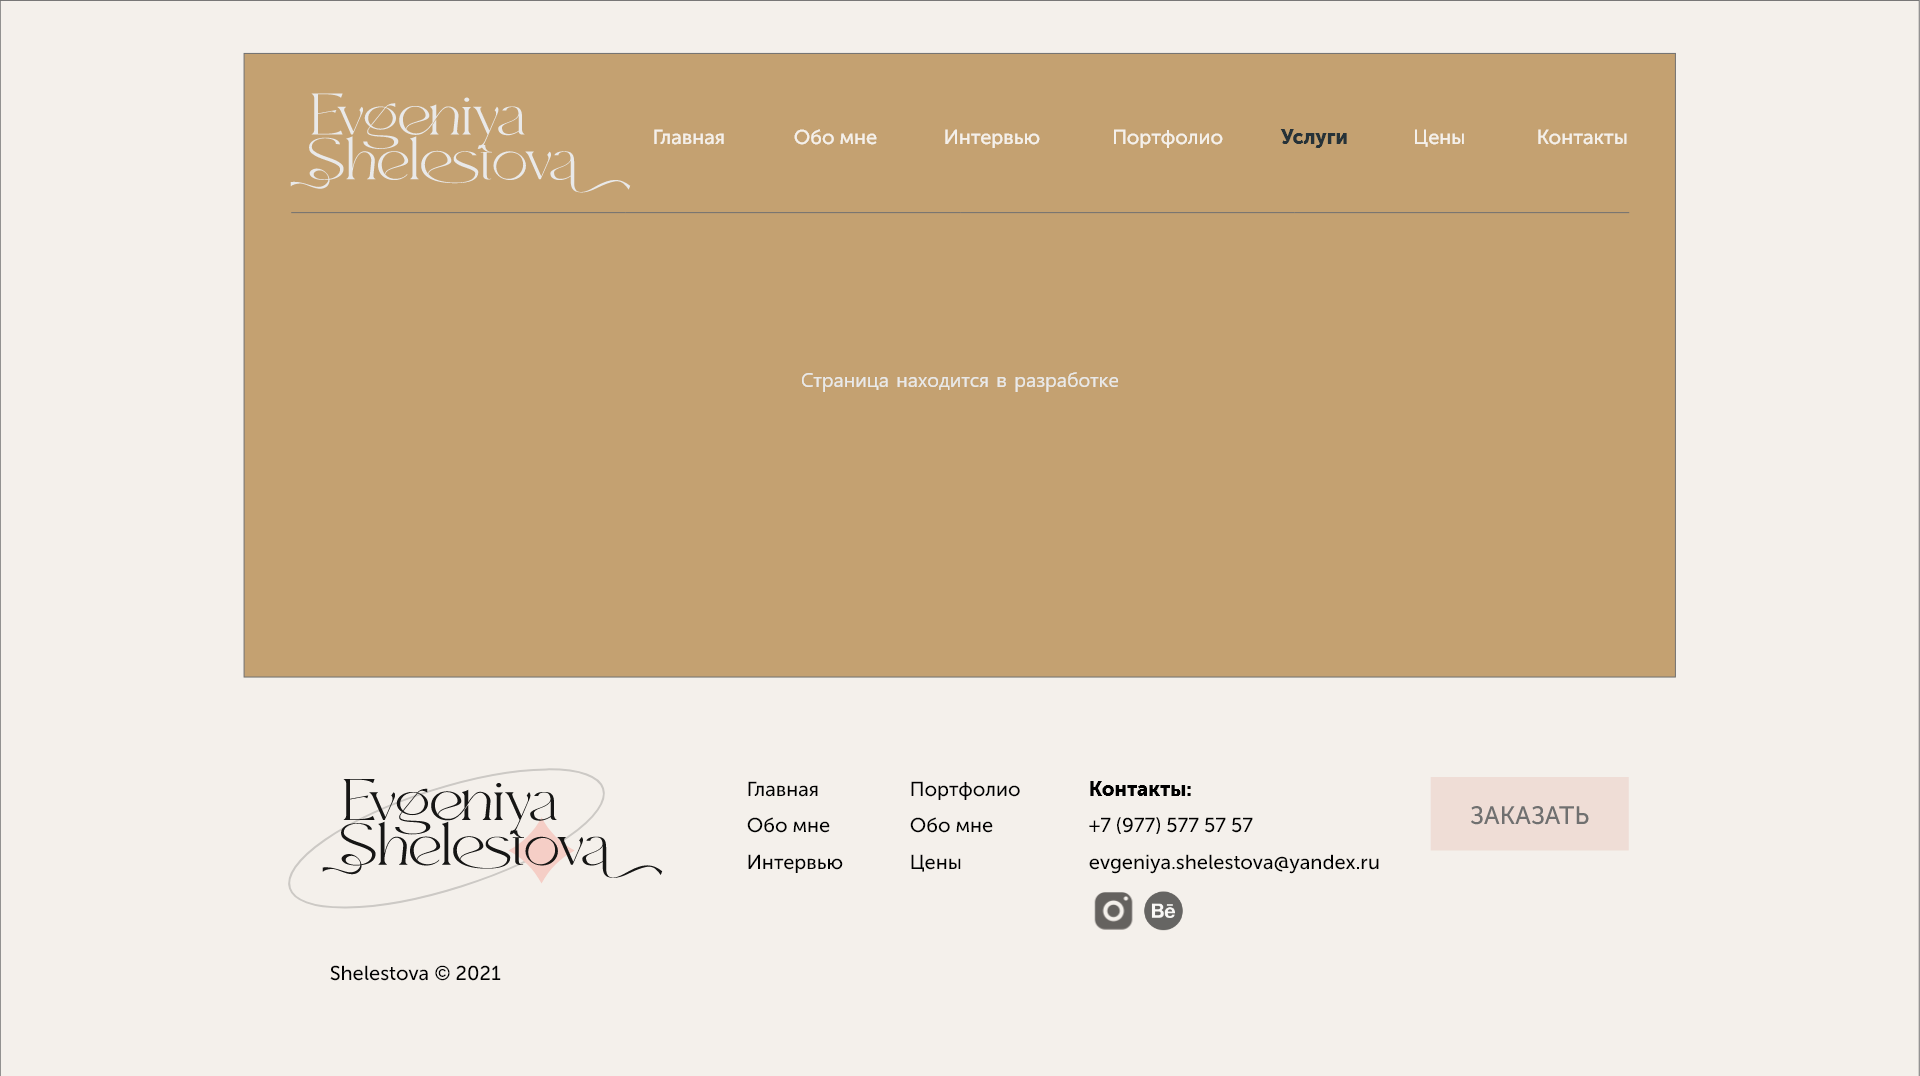 Evgeniya
Shelestova
Главная Обо мне Интервью Портфолио Услуги Цены Контакты
Страница находится в разработке
Evgeniya
Shelestova
Главная Портфолио Контакты: ЗАКАЗАТЬ
Обо мне Обо мне +7 (977) 577 57 57
Интервью Цены evgeniya.shelestova@yandex.ru
Bē
Shelestova © 2021